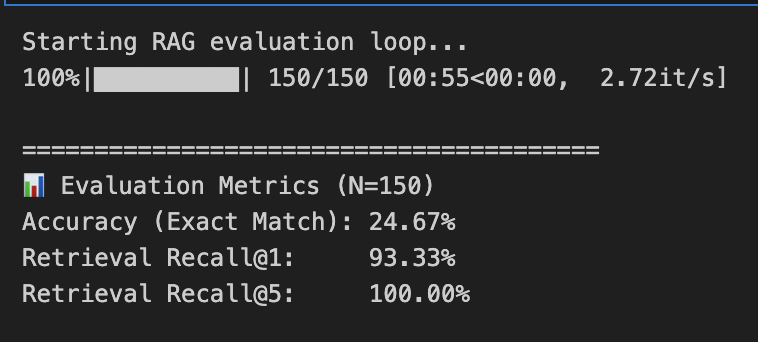 Starting RAG evaluation loop...
100%|██████████| 150/150 [00:55<00:00,  2.72it/s]
========================================
📊 Evaluation Metrics (N=150)
Accuracy (Exact Match): 24.67%
Retrieval Recall@1:     93.33%
Retrieval Recall@5:     100.00%